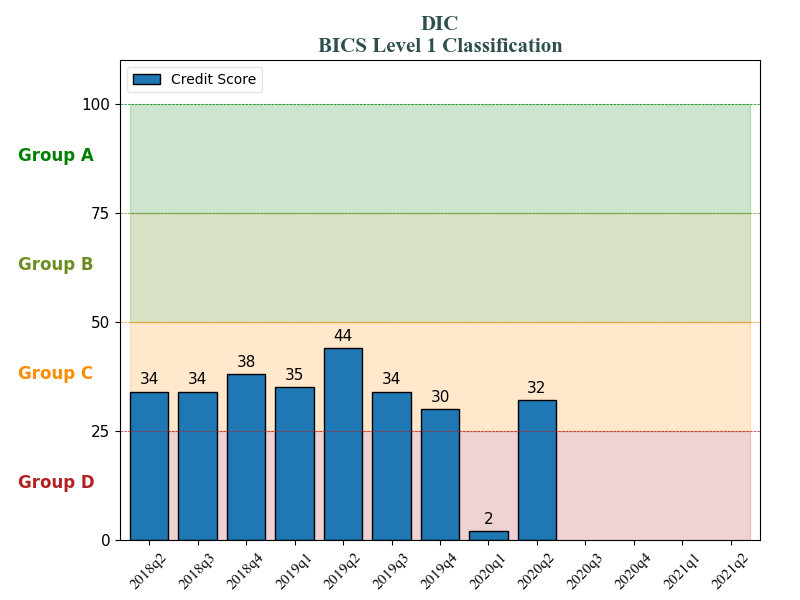 DIC
BICS Level 1 Classification
Credit Score
100
Group A
75
Group B
50
44
38
Group C
34
34
35
34
32
30
25
Group D
2
0
2018q2
2018q3
2018q4
2019q1
2019q2
2019q3
2019q4
2020q1
2020q2
2020q3
2020q4
2021q1
2021q2